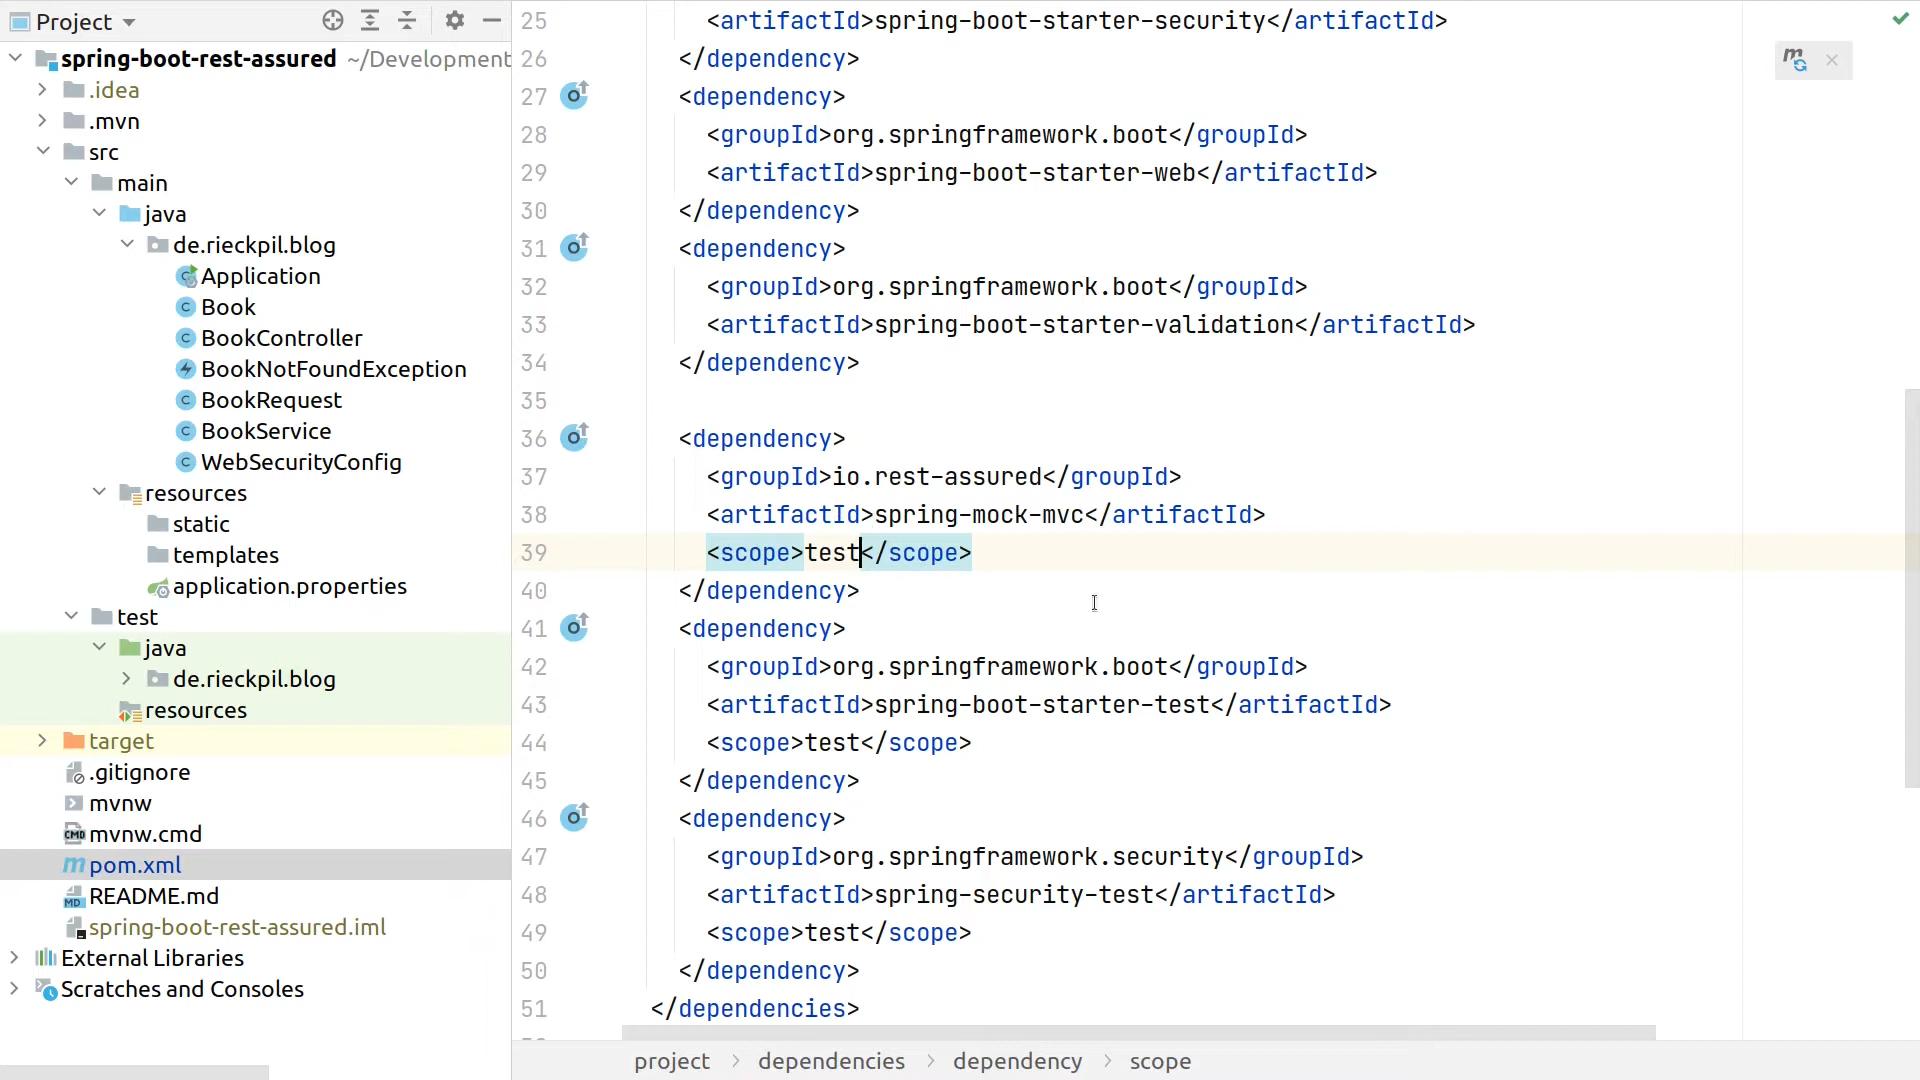 Project
spring-boot-rest-assured ~/Development
.idea
.mvn
src
main
java
de.rieckpil.blog
Application
Book
BookController
BookNotFoundException
BookRequest
BookService
WebSecurityConfig
resources
static
templates
application.properties
test
java
de.rieckpil.blog
resources
target
.gitignore
mvnw
mvnw.cmd
pom.xml
README.md
spring-boot-rest-assured.iml
External Libraries
Scratches and Consoles
25 <artifactId>spring-boot-starter-security</artifactId>
26 </dependency>
27 <dependency>
28 <groupId>org.springframework.boot</groupId>
29 <artifactId>spring-boot-starter-web</artifactId>
30 </dependency>
31 <dependency>
32 <groupId>org.springframework.boot</groupId>
33 <artifactId>spring-boot-starter-validation</artifactId>
34 </dependency>
35
36 <dependency>
37 <groupId>io.rest-assured</groupId>
38 <artifactId>spring-mock-mvc</artifactId>
39 <scope>test</scope>
40 </dependency>
41 <dependency>
42 <groupId>org.springframework.boot</groupId>
43 <artifactId>spring-boot-starter-test</artifactId>
44 <scope>test</scope>
45 </dependency>
46 <dependency>
47 <groupId>org.springframework.security</groupId>
48 <artifactId>spring-security-test</artifactId>
49 <scope>test</scope>
50 </dependency>
51 </dependencies>
project > dependencies > dependency > scope